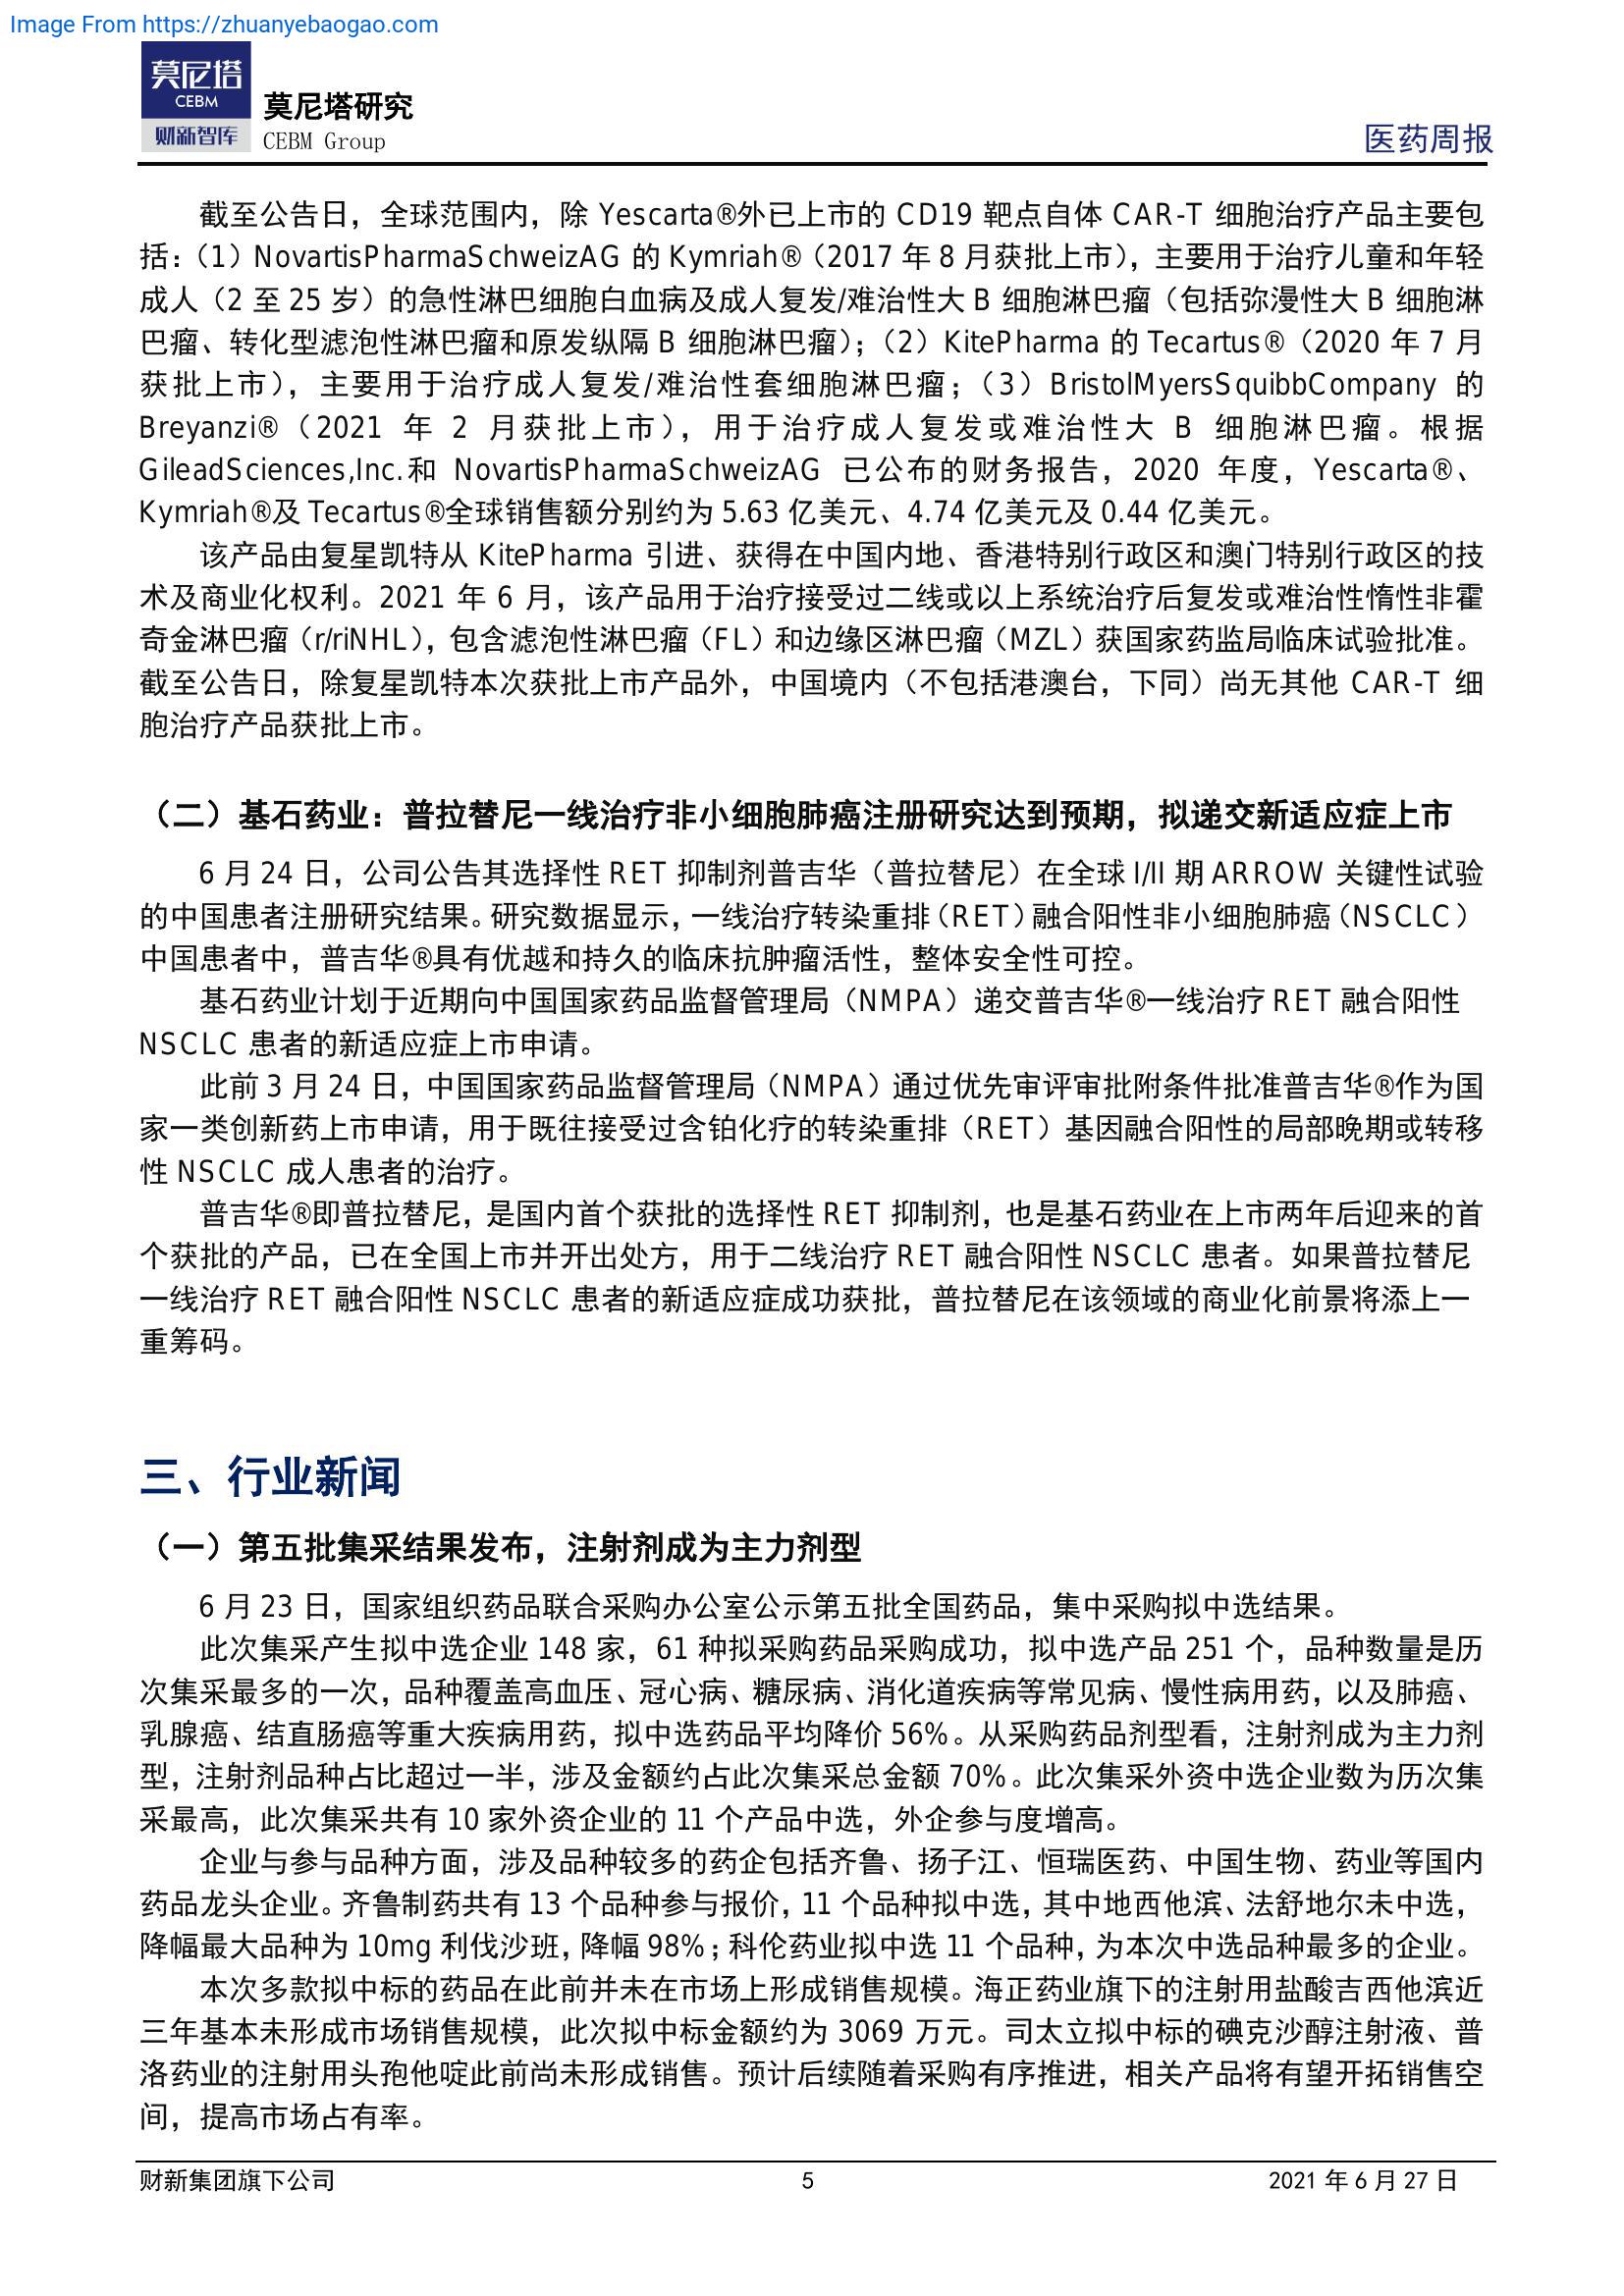 Image From https://zhuanyebaogao.com
莫尼塔
CEBM
财新智库
莫尼塔研究
CEBM Group
医药周报
截至公告日，全球范围内，除 Yescarta®外已上市的 CD19 靶点自体 CAR-T 细胞治疗产品主要包
括：（1）NovartisPharmaSchweizAG 的 Kymriah®（2017 年 8 月获批上市），主要用于治疗儿童和年轻
成人（2 至 25 岁）的急性淋巴细胞白血病及成人复发/难治性大 B 细胞淋巴瘤（包括弥漫性大 B 细胞淋
巴瘤、转化型滤泡性淋巴瘤和原发纵隔 B 细胞淋巴瘤）；（2）KitePharma 的 Tecartus®（2020 年 7 月
获批上市），主要用于治疗成人复发/难治性套细胞淋巴瘤；（3）BristolMyersSquibbCompany 的
Breyanzi®（2021 年 2 月获批上市），用于治疗成人复发或难治性大 B 细胞淋巴瘤。根据
GileadSciences,Inc.和 NovartisPharmaSchweizAG 已公布的财务报告，2020 年度，Yescarta®、
Kymriah®及 Tecartus®全球销售额分别约为 5.63 亿美元、4.74 亿美元及 0.44 亿美元。
该产品由复星凯特从 KitePharma 引进、获得在中国内地、香港特别行政区和澳门特别行政区的技
术及商业化权利。2021 年 6 月，该产品用于治疗接受过二线或以上系统治疗后复发或难治性惰性非霍
奇金淋巴瘤（r/riNHL），包含滤泡性淋巴瘤（FL）和边缘区淋巴瘤（MZL）获国家药监局临床试验批准。
截至公告日，除复星凯特本次获批上市产品外，中国境内（不包括港澳台，下同）尚无其他 CAR-T 细
胞治疗产品获批上市。
（二）基石药业：普拉替尼一线治疗非小细胞肺癌注册研究达到预期，拟递交新适应症上市
6 月 24 日，公司公告其选择性 RET 抑制剂普吉华（普拉替尼）在全球 I/II 期 ARROW 关键性试验
的中国患者注册研究结果。研究数据显示，一线治疗转染重排（RET）融合阳性非小细胞肺癌（NSCLC）
中国患者中，普吉华®具有优越和持久的临床抗肿瘤活性，整体安全性可控。
基石药业计划于近期向中国国家药品监督管理局（NMPA）递交普吉华®一线治疗 RET 融合阳性
NSCLC 患者的新适应症上市申请。
此前 3 月 24 日，中国国家药品监督管理局（NMPA）通过优先审评审批附条件批准普吉华®作为国
家一类创新药上市申请，用于既往接受过含铂化疗的转染重排（RET）基因融合阳性的局部晚期或转移
性 NSCLC 成人患者的治疗。
普吉华®即普拉替尼，是国内首个获批的选择性 RET 抑制剂，也是基石药业在上市两年后迎来的首
个获批的产品，已在全国上市并开出处方，用于二线治疗 RET 融合阳性 NSCLC 患者。如果普拉替尼
一线治疗 RET 融合阳性 NSCLC 患者的新适应症成功获批，普拉替尼在该领域的商业化前景将添上一
重筹码。
三、行业新闻
（一）第五批集采结果发布，注射剂成为主力剂型
6 月 23 日，国家组织药品联合采购办公室公示第五批全国药品，集中采购拟中选结果。
此次集采产生拟中选企业 148 家，61 种拟采购药品采购成功，拟中选产品 251 个，品种数量是历
次集采最多的一次，品种覆盖高血压、冠心病、糖尿病、消化道疾病等常见病、慢性病用药，以及肺癌、
乳腺癌、结直肠癌等重大疾病用药，拟中选药品平均降价 56%。从采购药品剂型看，注射剂成为主力剂
型，注射剂品种占比超过一半，涉及金额约占此次集采总金额 70%。此次集采外资中选企业数为历次集
采最高，此次集采共有 10 家外资企业的 11 个产品中选，外企参与度增高。
企业与参与品种方面，涉及品种较多的药企包括齐鲁、扬子江、恒瑞医药、中国生物、药业等国内
药品龙头企业。齐鲁制药共有 13 个品种参与报价，11 个品种拟中选，其中地西他滨、法舒地尔未中选，
降幅最大品种为 10mg 利伐沙班，降幅 98%；科伦药业拟中选 11 个品种，为本次中选品种最多的企业。
本次多款拟中标的药品在此前并未在市场上形成销售规模。海正药业旗下的注射用盐酸吉西他滨近
三年基本未形成市场销售规模，此次拟中标金额约为 3069 万元。司太立拟中标的碘克沙醇注射液、普
洛药业的注射用头孢他啶此前尚未形成销售。预计后续随着采购有序推进，相关产品将有望开拓销售空
间，提高市场占有率。
财新集团旗下公司
5
2021 年 6 月 27 日